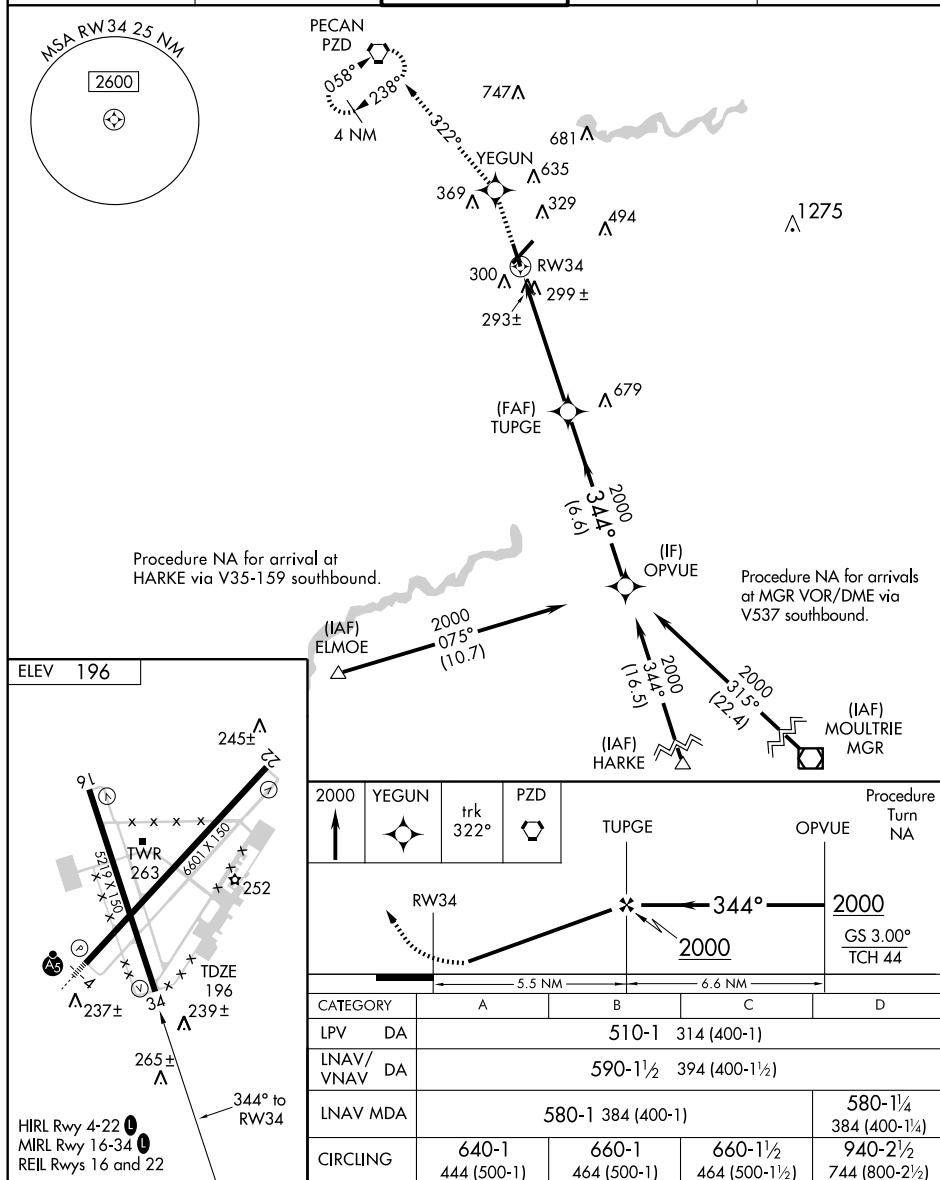 MSA RW34 25 NM
2600
PECAN
PZD
058°
238°
4 NM
322°
747
681
YEGUN
635
369
329
494
1275
RW34
300
299 ±
293±
(FAF)
TUPGE
679
2000
344°
(6.6)
(IF)
OPVUE
Procedure NA for arrival at
HARKE via V35-159 southbound.
Procedure NA for arrivals
at MGR VOR/DME via
V537 southbound.
(IAF)
ELMOE
2000
075°
(10.7)
2000
344°
(16.5)
2000
315°
(22.4)
(IAF)
HARKE
(IAF)
MOULTRIE
MGR
ELEV 196
245±
22
16
V
V
TWR
263
5219 X 150
6601 X 150
252
A5
P
4
V
34
TDZE
196
237±
239±
265±
344° to
RW34
HIRL Rwy 4-22 L
MIRL Rwy 16-34 L
REIL Rwys 16 and 22
2000
YEGUN
trk
322°
PZD
Procedure
Turn
NA
TUPGE
OPVUE
RW34
344°
2000
2000
GS 3.00°
TCH 44
5.5 NM
6.6 NM
CATEGORY A B C D
LPV DA 510-1 314 (400-1)
LNAV/
VNAV DA 590-1½ 394 (400-1½)
LNAV MDA 580-1 384 (400-1) 580-1¼
384 (400-1¼)
CIRCLING 640-1 660-1 660-1½ 940-2½
444 (500-1) 464 (500-1) 464 (500-1½) 744 (800-2½)